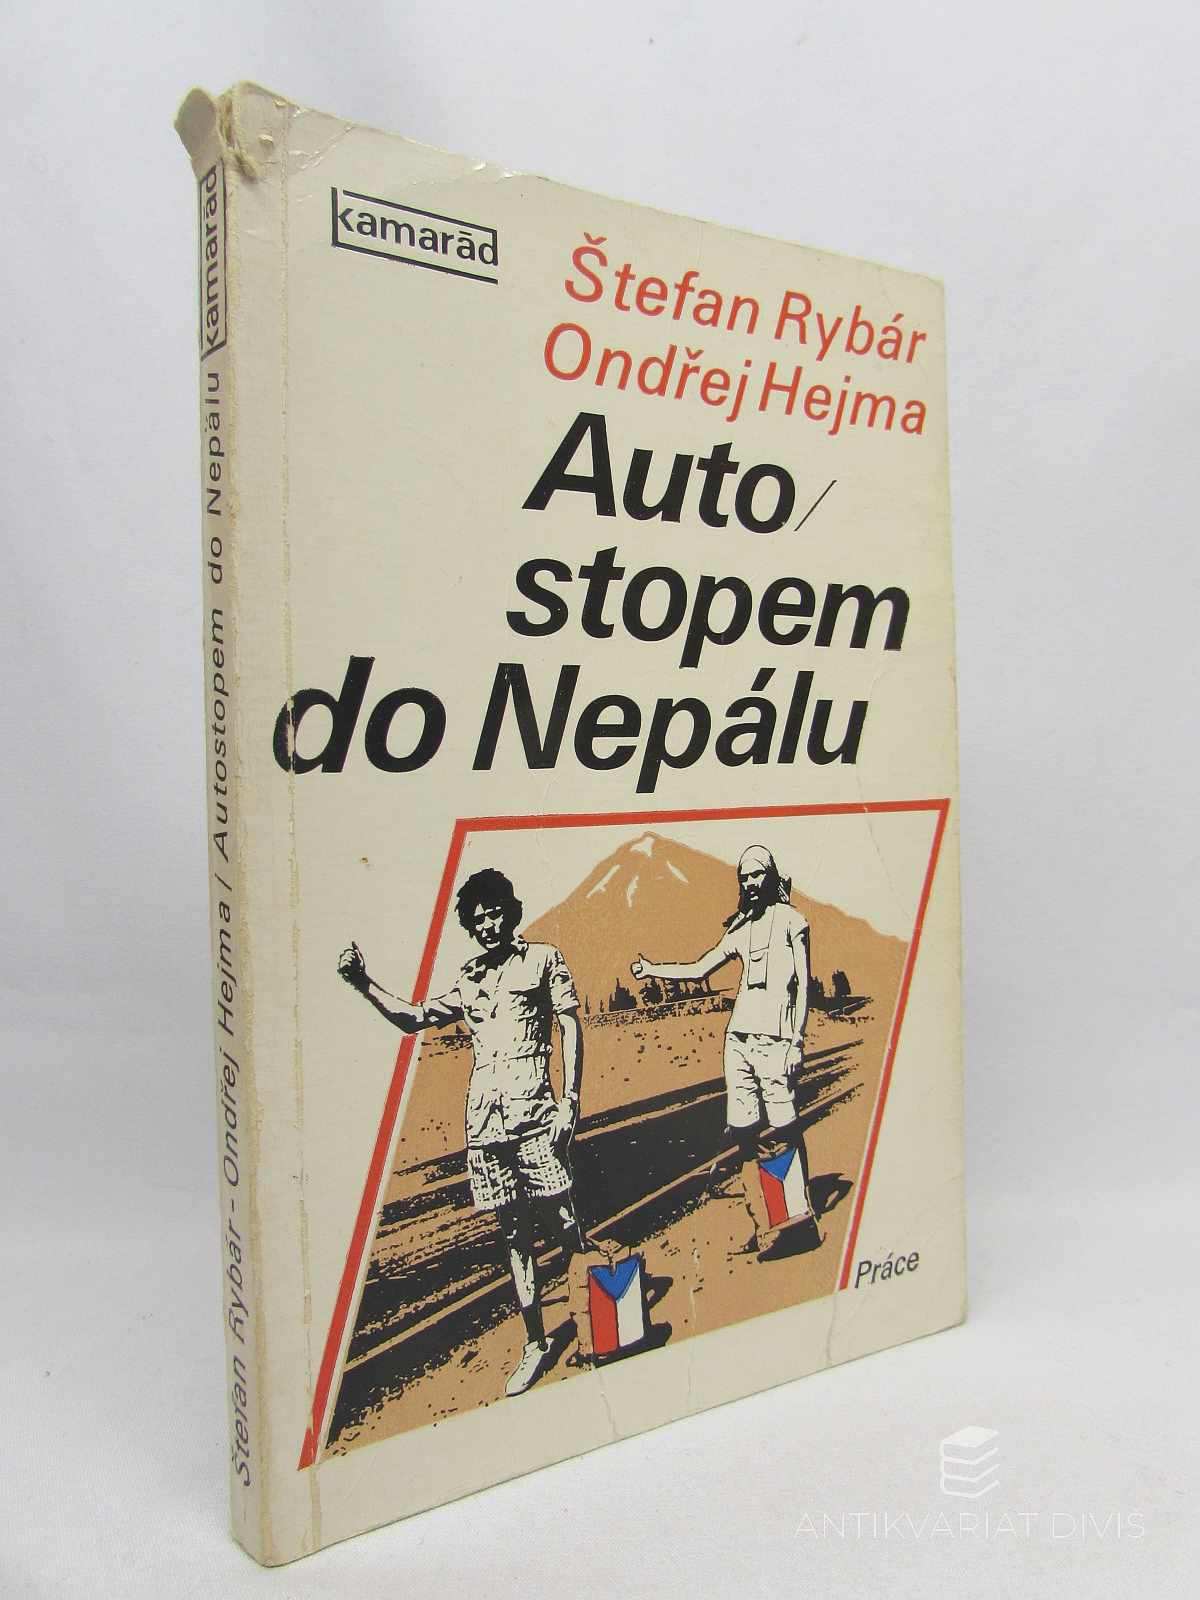 kamarád
Štefan Rybár
Ondřej Hejma
Auto/
stopem
do Nepálu
Práce
Štefan Rybár - Ondřej Hejma / Autostopem do Nepálu kamarád
ANTIKVARIAT DIVIŠ